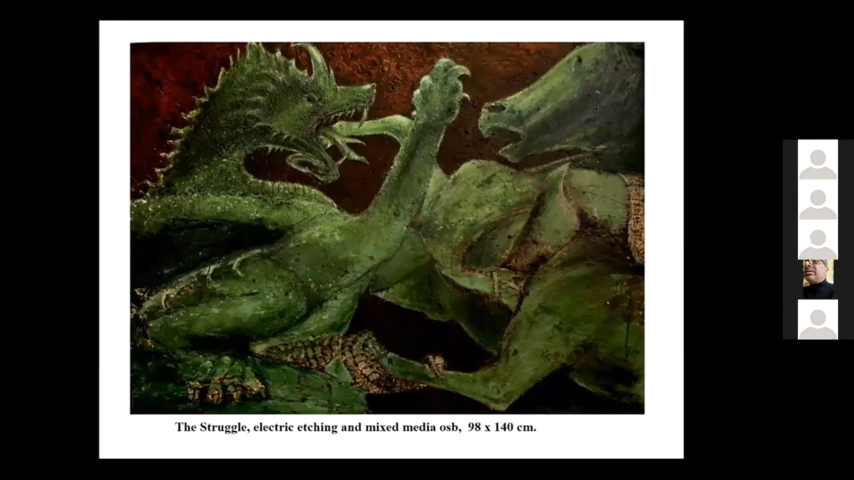 The Struggle, electric etching and mixed media osb, 98 x 140 cm.